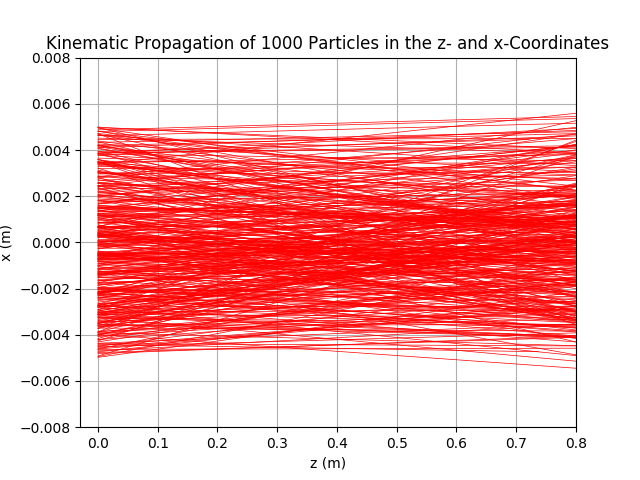 Kinematic Propagation of 1000 Particles in the z- and x-Coordinates
0.008
0.006
0.004
0.002
0.000
−0.002
−0.004
−0.006
−0.008
x (m)
0.0 0.1 0.2 0.3 0.4 0.5 0.6 0.7 0.8
z (m)